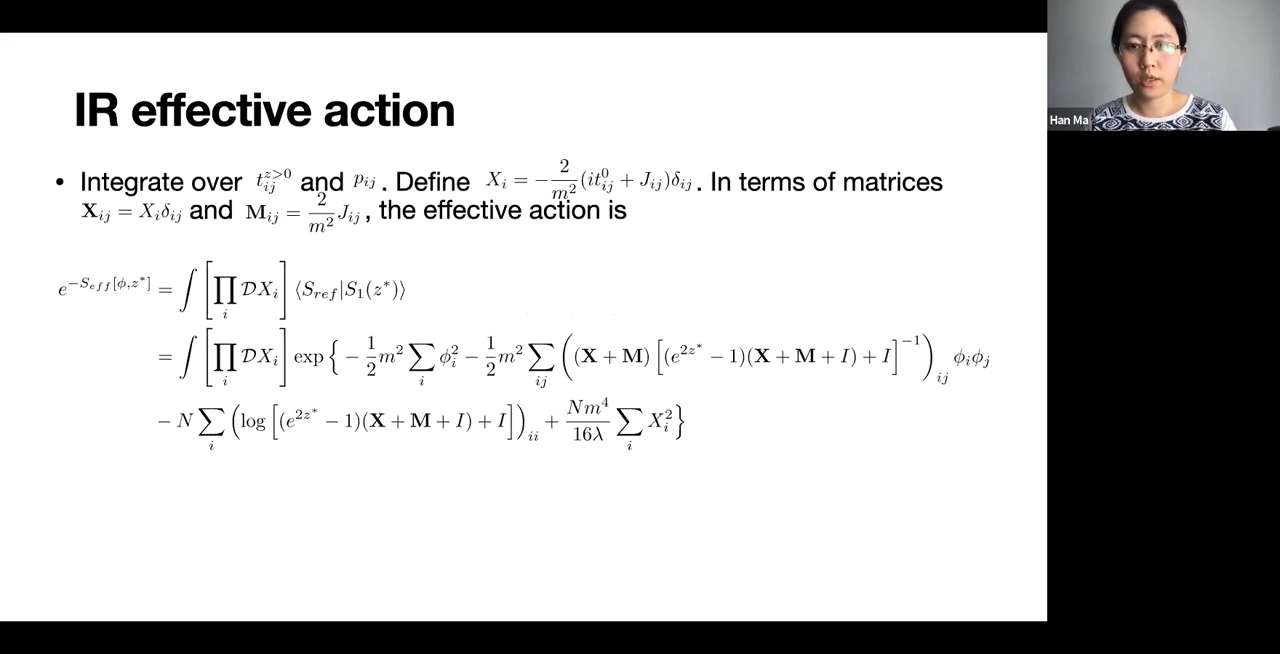 IR effective action
• Integrate over $t_{ij}^{z>0}$ and $p_{ij}$ . Define $X_i = -\frac{2}{m^2}(it_{ij}^0 + J_{ij})\delta_{ij}$. In terms of matrices
$\mathbf{X}_{ij} = X_i\delta_{ij}$ and $\mathbf{M}_{ij} = \frac{2}{m^2}J_{ij}$, the effective action is
$e^{-S_{eff}[\phi,z^*]} = \int \left[\prod_i \mathcal{D}X_i\right] \langle S_{ref}|S_1(z^*)\rangle$
$= \int \left[\prod_i \mathcal{D}X_i\right] \exp\Big\{ -\frac{1}{2}m^2 \sum_i \phi_i^2 - \frac{1}{2}m^2 \sum_{ij} \left( (\mathbf{X}+\mathbf{M}) \left[ (e^{2z^*} - 1)(\mathbf{X}+\mathbf{M}+I) + I \right]^{-1} \right)_{ij} \phi_i\phi_j$
$- N \sum_i \left( \log \left[ (e^{2z^*} - 1)(\mathbf{X}+\mathbf{M}+I) + I \right] \right)_{ii} + \frac{Nm^4}{16\lambda} \sum_i X_i^2 \Big\}$
Han Ma